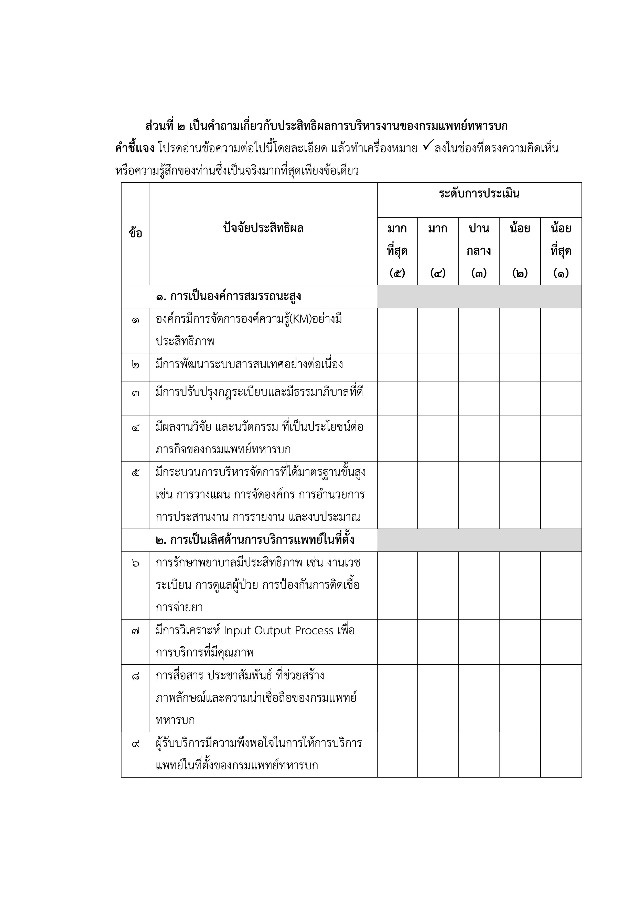 ส่วนที่ ๒ เป็นคำถามเกี่ยวกับประสิทธิผลการบริหารงานของกรมแพทย์ทหารบก
คำชี้แจง โปรดอ่านข้อความต่อไปนี้โดยละเอียด แล้วทำเครื่องหมาย ✓ลงในช่องที่ตรงความคิดเห็น
หรือความรู้สึกของท่านซึ่งเป็นจริงมากที่สุดเพียงข้อเดียว
ข้อ
ปัจจัยประสิทธิผล
ระดับการประเมิน
มาก
ที่สุด
(๕)
มาก
(๔)
ปาน
กลาง
(๓)
น้อย
(๒)
น้อย
ที่สุด
(๑)
๑. การเป็นองค์การสมรรถนะสูง
๑ องค์กรมีการจัดการองค์ความรู้(KM)อย่างมี
ประสิทธิภาพ
๒ มีการพัฒนาระบบสารสนเทศอย่างต่อเนื่อง
๓ มีการปรับปรุงกฎระเบียบและมีธรรมาภิบาลที่ดี
๔ มีผลงานวิจัย และนวัตกรรม ที่เป็นประโยชน์ต่อ
ภารกิจของกรมแพทย์ทหารบก
๕ มีกระบวนการบริหารจัดการที่ได้มาตรฐานขั้นสูง
เช่น การวางแผน การจัดองค์กร การอำนวยการ
การประสานงาน การรายงาน และงบประมาณ
๒. การเป็นเลิศด้านการบริการแพทย์ในที่ตั้ง
๖ การรักษาพยาบาลมีประสิทธิภาพ เช่น งานเวช
ระเบียน การดูแลผู้ป่วย การป้องกันการติดเชื้อ
การจ่ายยา
๗ มีการวิเคราะห์ Input Output Process เพื่อ
การบริการที่มีคุณภาพ
๘ การสื่อสาร ประชาสัมพันธ์ ที่ช่วยสร้าง
ภาพลักษณ์และความน่าเชื่อถือของกรมแพทย์
ทหารบก
๙ ผู้รับบริการมีความพึงพอใจในการให้การบริการ
แพทย์ในที่ตั้งของกรมแพทย์ทหารบก